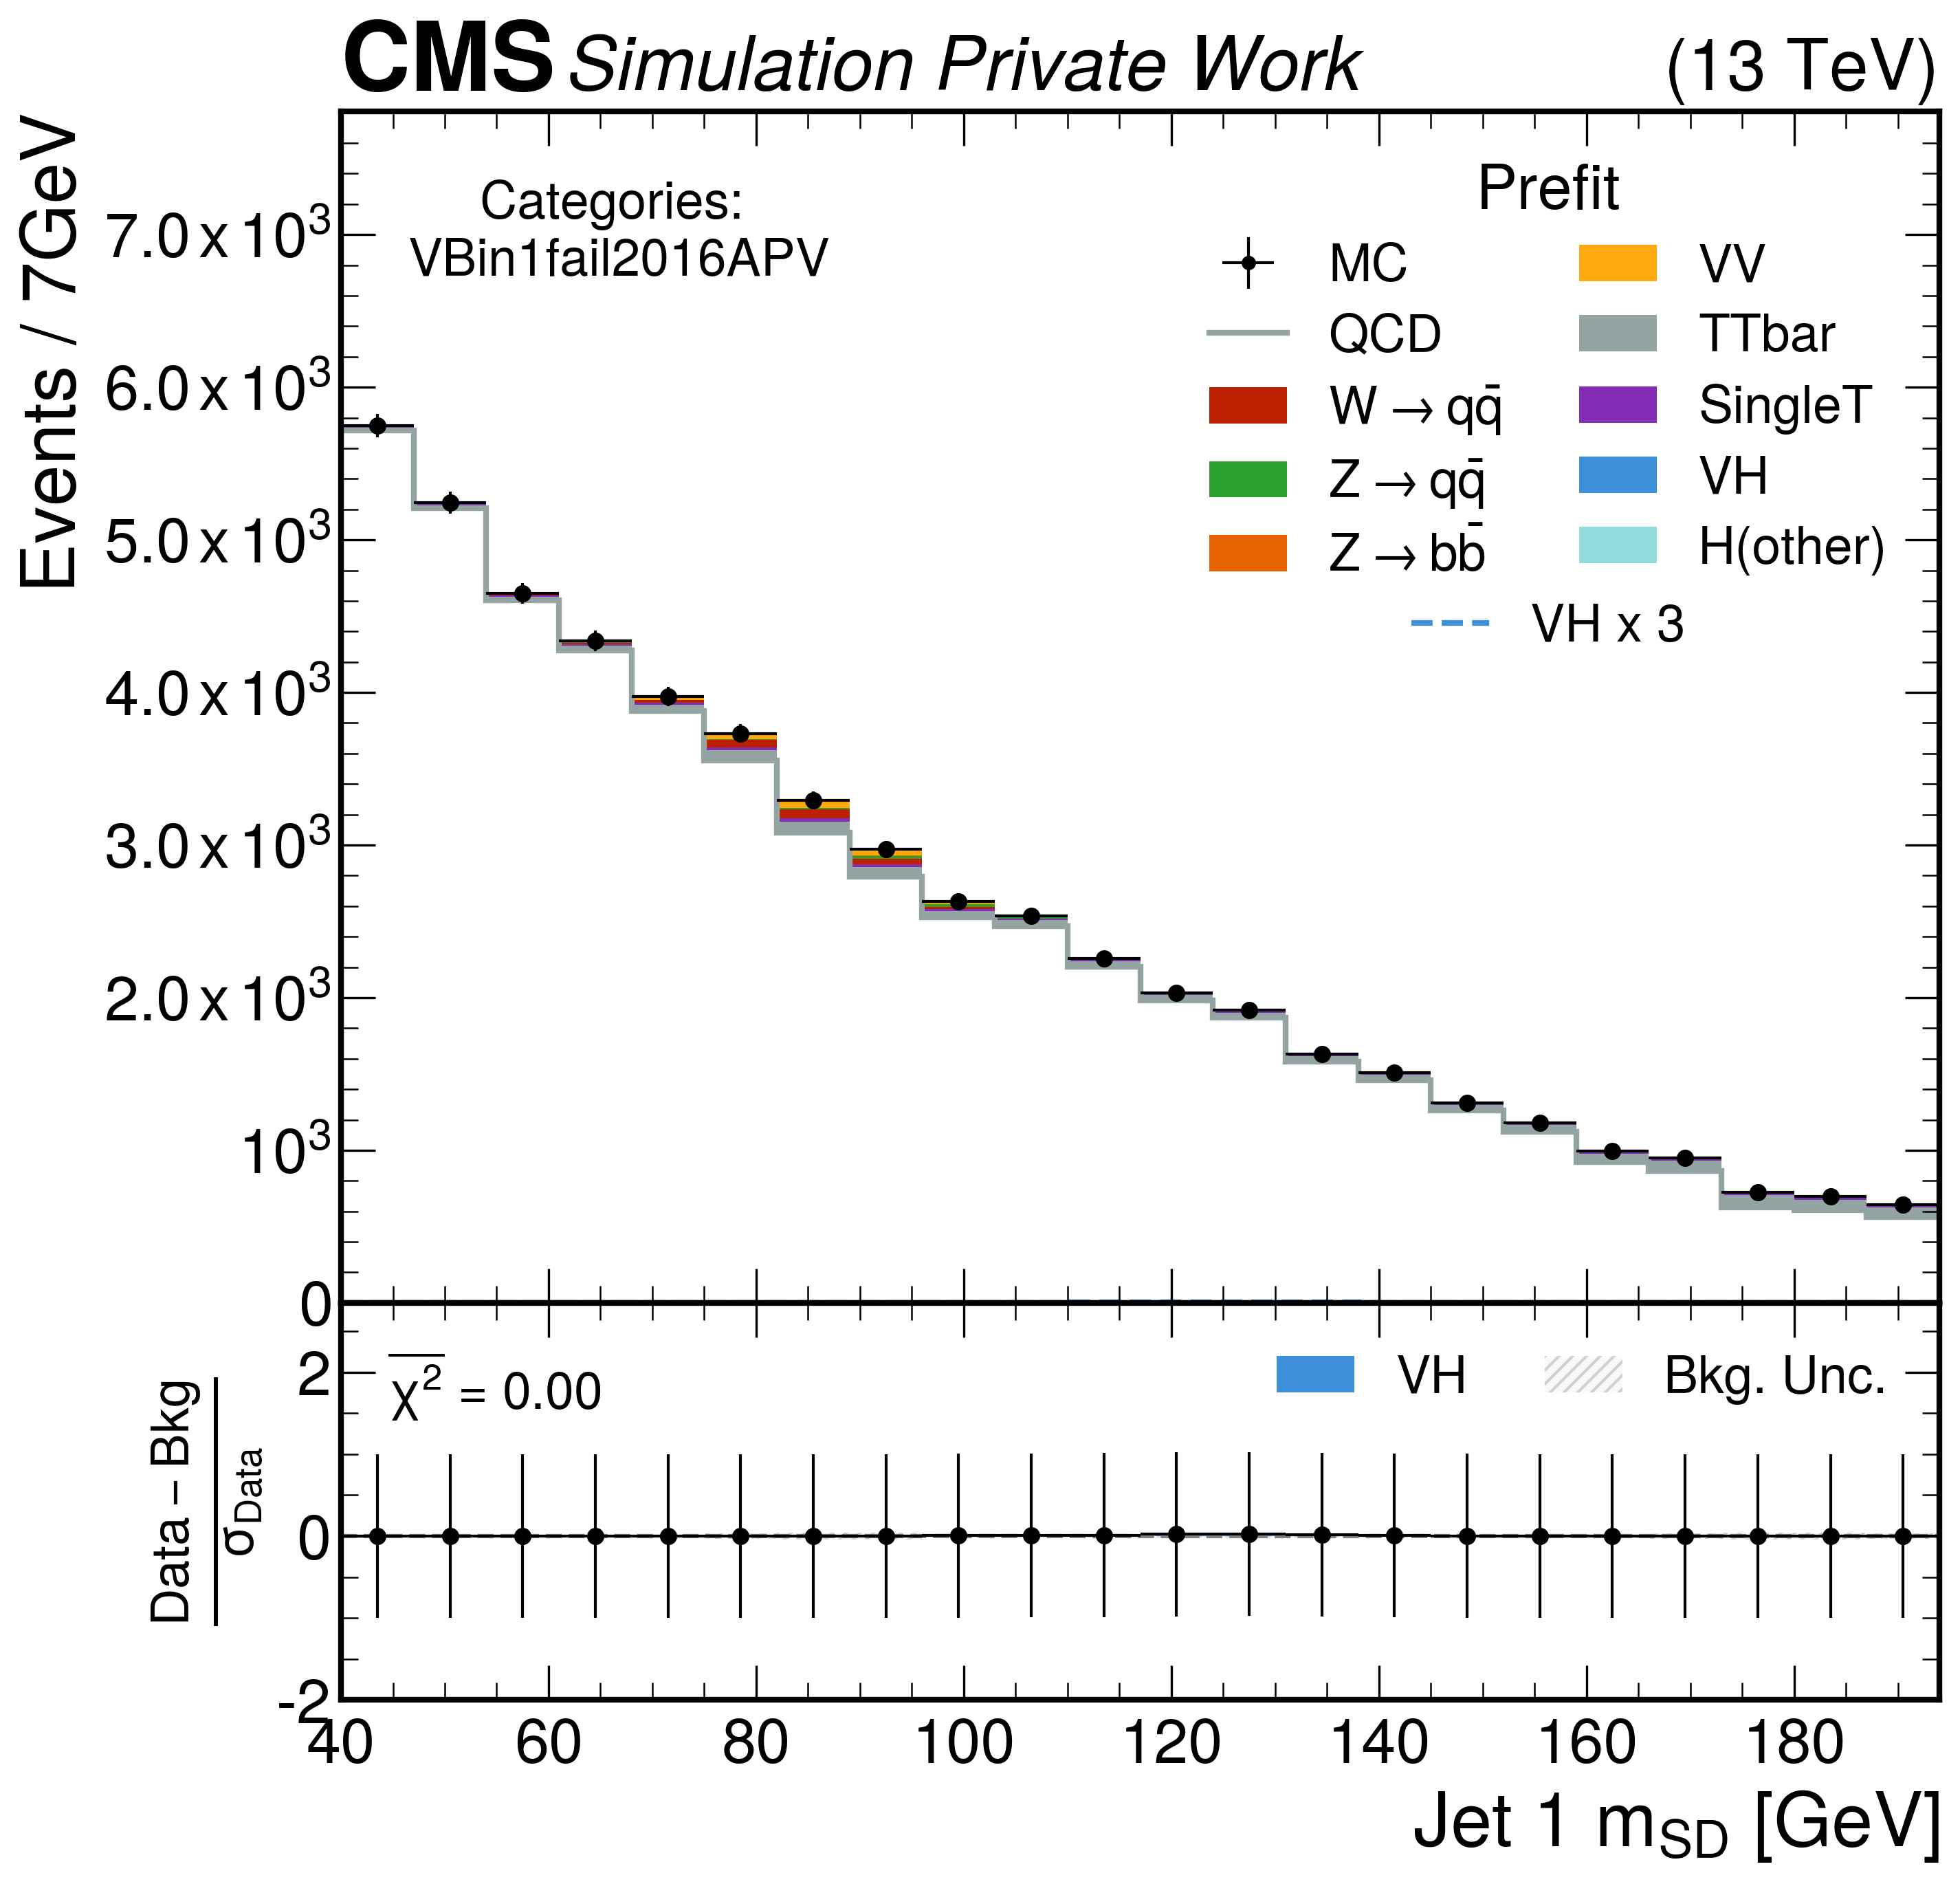 CMS Simulation Private Work (13 TeV)
Events / 7GeV
7.0 x 10³
6.0 x 10³
5.0 x 10³
4.0 x 10³
3.0 x 10³
2.0 x 10³
10³
0
Categories:
VBin1fail2016APV
Prefit
MC
QCD
W → qq̄
Z → qq̄
Z → bb̄
VV
TTbar
SingleT
VH
H(other)
VH x 3
Data – Bkg
σ_Data
2
0
-2
χ² = 0.00
VH
Bkg. Unc.
40 60 80 100 120 140 160 180
Jet 1 m_SD [GeV]